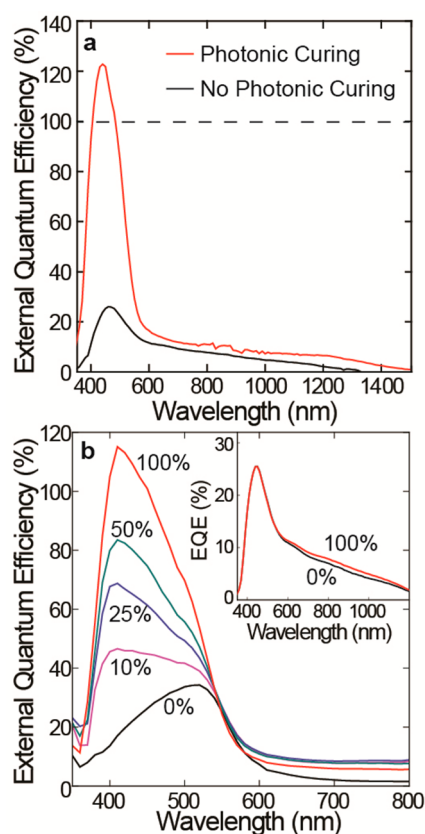 a
External Quantum Efficiency (%)
140
120
100
80
60
40
20
0
Photonic Curing
No Photonic Curing
400 600 800 1000 1200 1400
Wavelength (nm)
b
External Quantum Efficiency (%)
120
100
80
60
40
20
0
100%
50%
25%
10%
0%
400 500 600 700 800
Wavelength (nm)
EQE (%)
30
20
10
0
100%
0%
400 600 800 1000
Wavelength (nm)